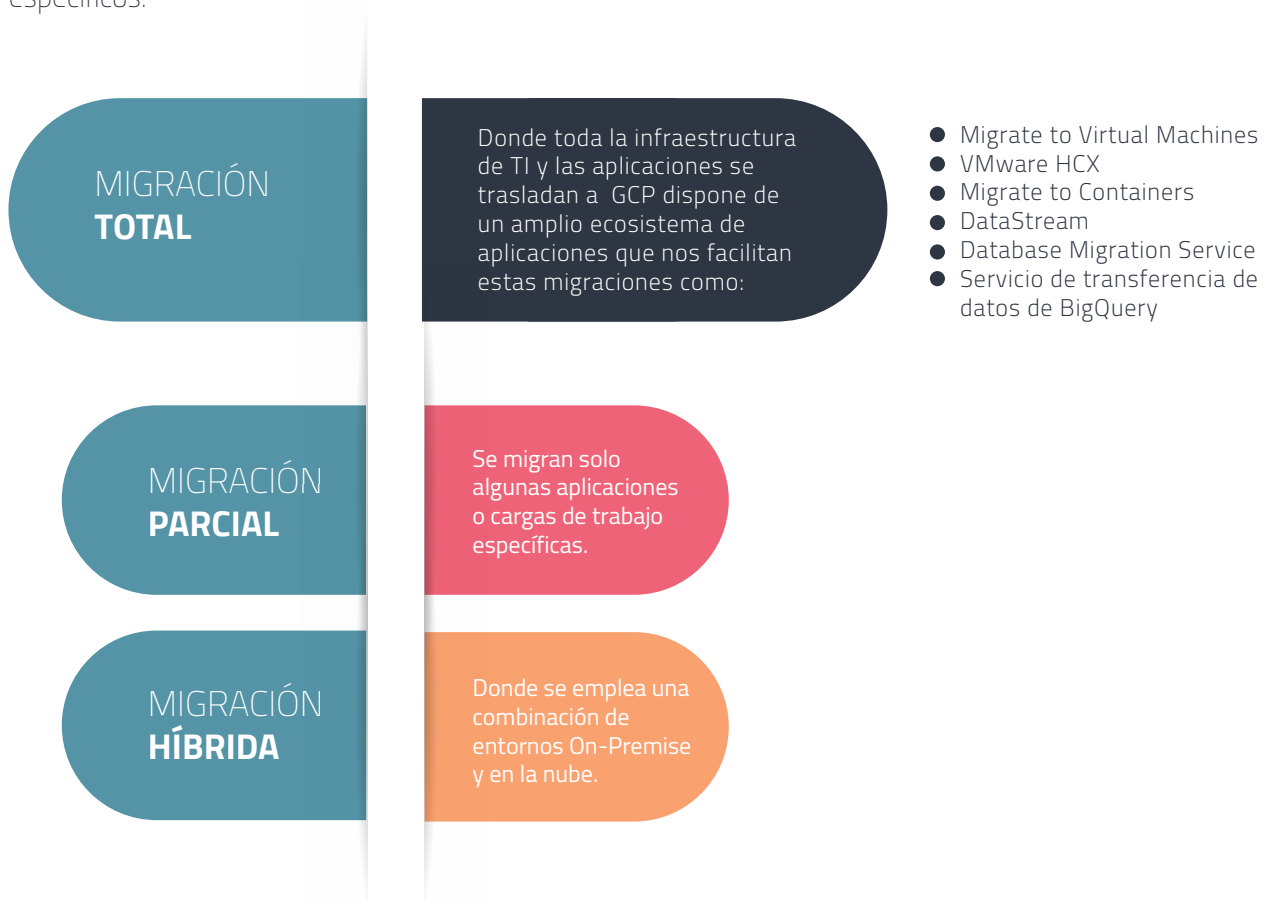 específicos.
MIGRACIÓN
TOTAL
Donde toda la infraestructura
de TI y las aplicaciones se
trasladan a GCP dispone de
un amplio ecosistema de
aplicaciones que nos facilitan
estas migraciones como:
● Migrate to Virtual Machines
● VMware HCX
● Migrate to Containers
● DataStream
● Database Migration Service
● Servicio de transferencia de
datos de BigQuery
MIGRACIÓN
PARCIAL
Se migran solo
algunas aplicaciones
o cargas de trabajo
específicas.
MIGRACIÓN
HÍBRIDA
Donde se emplea una
combinación de
entornos On-Premise
y en la nube.